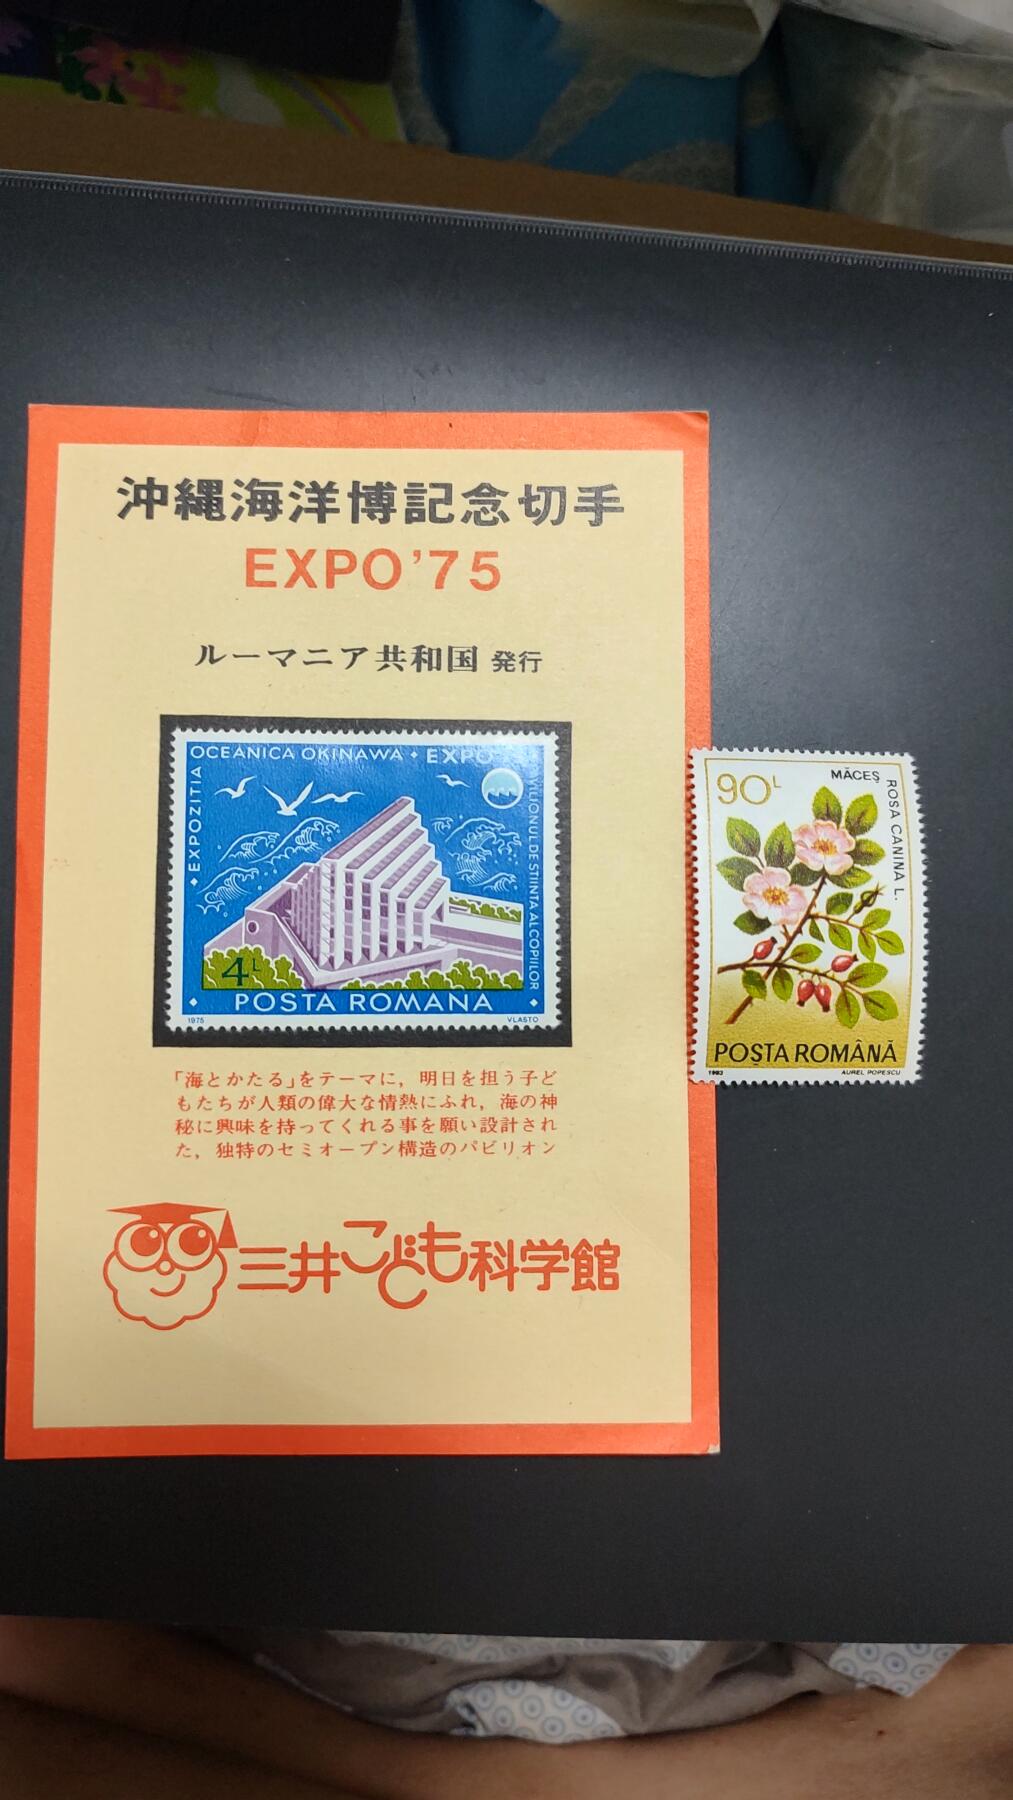 沖縄海洋博記念切手
EXPO'75
ルーマニア共和国 発行
EXPOZITIA OCEANICA OKINAWA • EXPO
PAVILIONUL DE STIINTA AL COPIILOR
4L
POSTA ROMANA
1975
VLASTO
「海とかたる」をテーマに，明日を担う子ど
もたちが人類の偉大な情熱にふれ，海の神
秘に興味を持ってくれる事を願い設計され
た，独特のセミオープン構造のパビリオン
三井こども科学館
90L
MĂCEȘ
ROSA CANINA L.
POȘTA ROMÂNĂ
1993
AUREL POPESCU